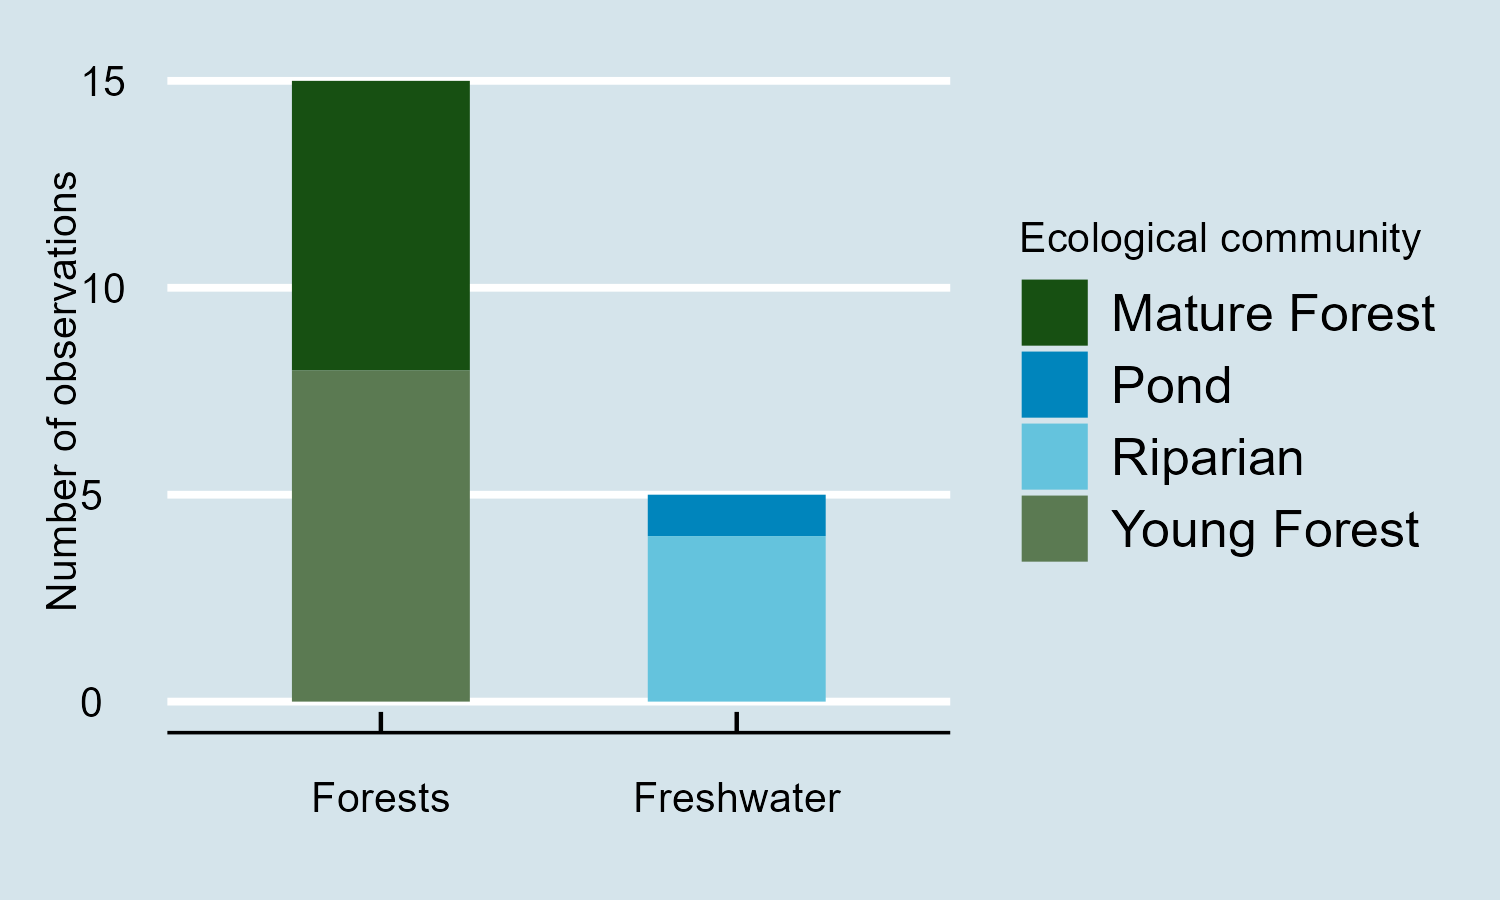 Number of observations
15
10
5
0
Forests
Freshwater
Ecological community
Mature Forest
Pond
Riparian
Young Forest